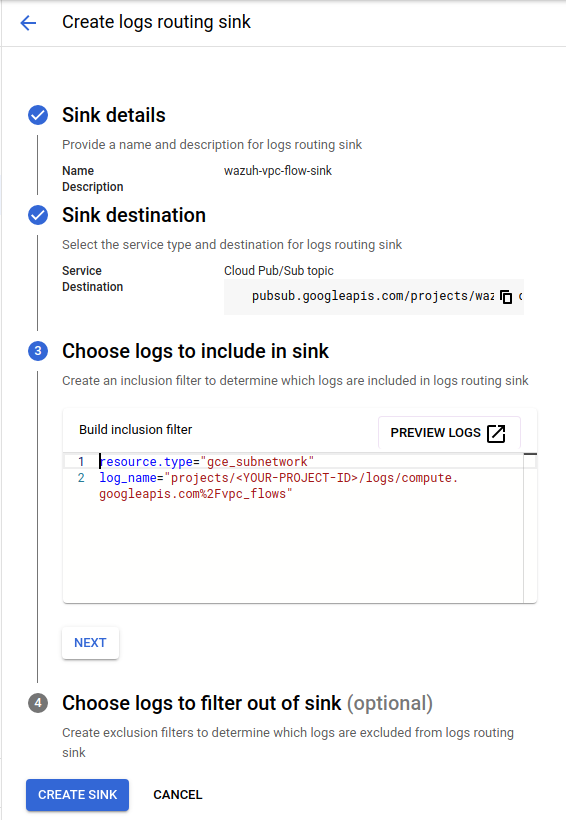 Create logs routing sink
Sink details
Provide a name and description for logs routing sink
Name wazuh-vpc-flow-sink
Description
Sink destination
Select the service type and destination for logs routing sink
Service Cloud Pub/Sub topic
Destination
pubsub.googleapis.com/projects/waz
3 Choose logs to include in sink
Create an inclusion filter to determine which logs are included in logs routing sink
Build inclusion filter PREVIEW LOGS
1 resource.type="gce_subnetwork"
2 log_name="projects/<YOUR-PROJECT-ID>/logs/compute.
googleapis.com%2Fvpc_flows"
NEXT
4 Choose logs to filter out of sink (optional)
Create exclusion filters to determine which logs are excluded from logs routing
sink
CREATE SINK CANCEL